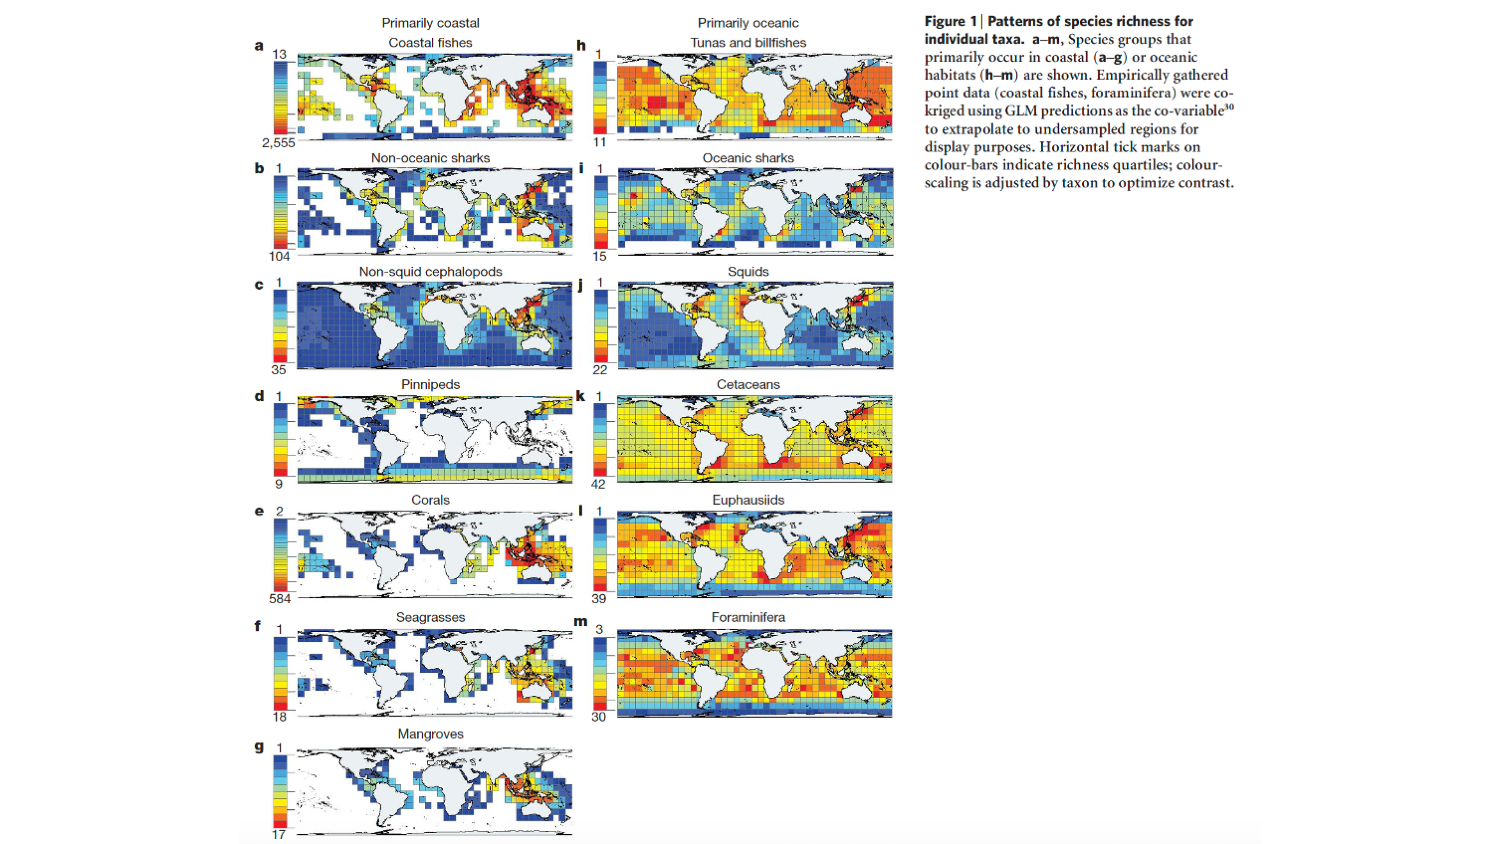 Primarily coastal
Primarily oceanic
a
Coastal fishes
13
2,555
h
Tunas and billfishes
1
11
b
Non-oceanic sharks
1
104
i
Oceanic sharks
1
15
c
Non-squid cephalopods
1
35
j
Squids
1
22
d
Pinnipeds
1
9
k
Cetaceans
1
42
e
Corals
2
584
l
Euphausiids
1
39
f
Seagrasses
1
18
m
Foraminifera
3
30
g
Mangroves
1
17
Figure 1 | Patterns of species richness for
individual taxa. a–m, Species groups that
primarily occur in coastal (a–g) or oceanic
habitats (h–m) are shown. Empirically gathered
point data (coastal fishes, foraminifera) were co-
kriged using GLM predictions as the co-variable30
to extrapolate to undersampled regions for
display purposes. Horizontal tick marks on
colour-bars indicate richness quartiles; colour-
scaling is adjusted by taxon to optimize contrast.